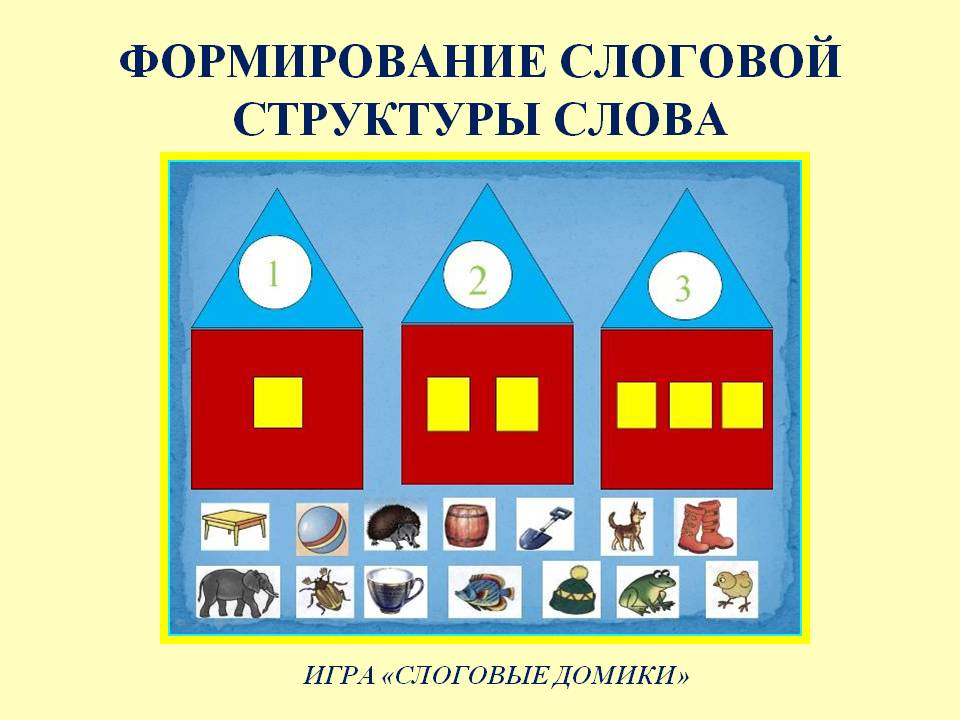 ФОРМИРОВАНИЕ СЛОГОВОЙ
СТРУКТУРЫ СЛОВА
1
2
3
ИГРА «СЛОГОВЫЕ ДОМИКИ»